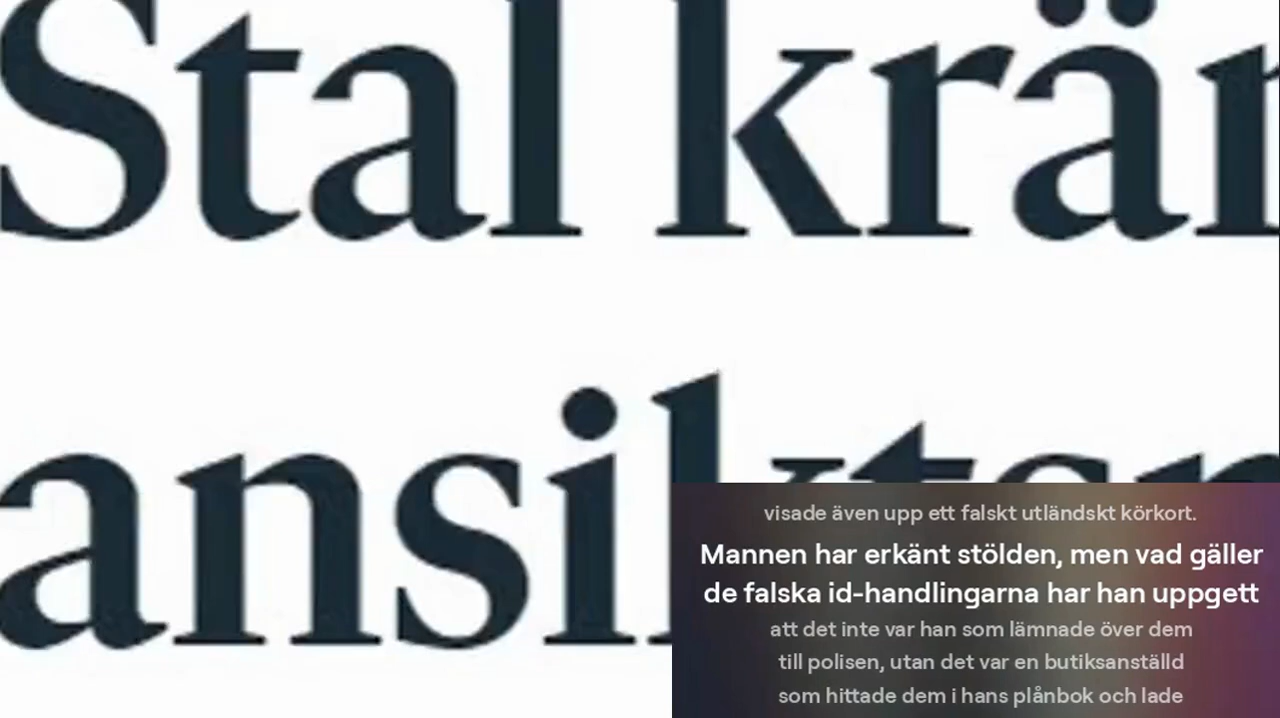 Stal krä
ansikte
visade även upp ett falskt utländskt körkort.
Mannen har erkänt stölden, men vad gäller
de falska id-handlingarna har han uppgett
att det inte var han som lämnade över dem
till polisen, utan det var en butiksanställd
som hittade dem i hans plånbok och lade